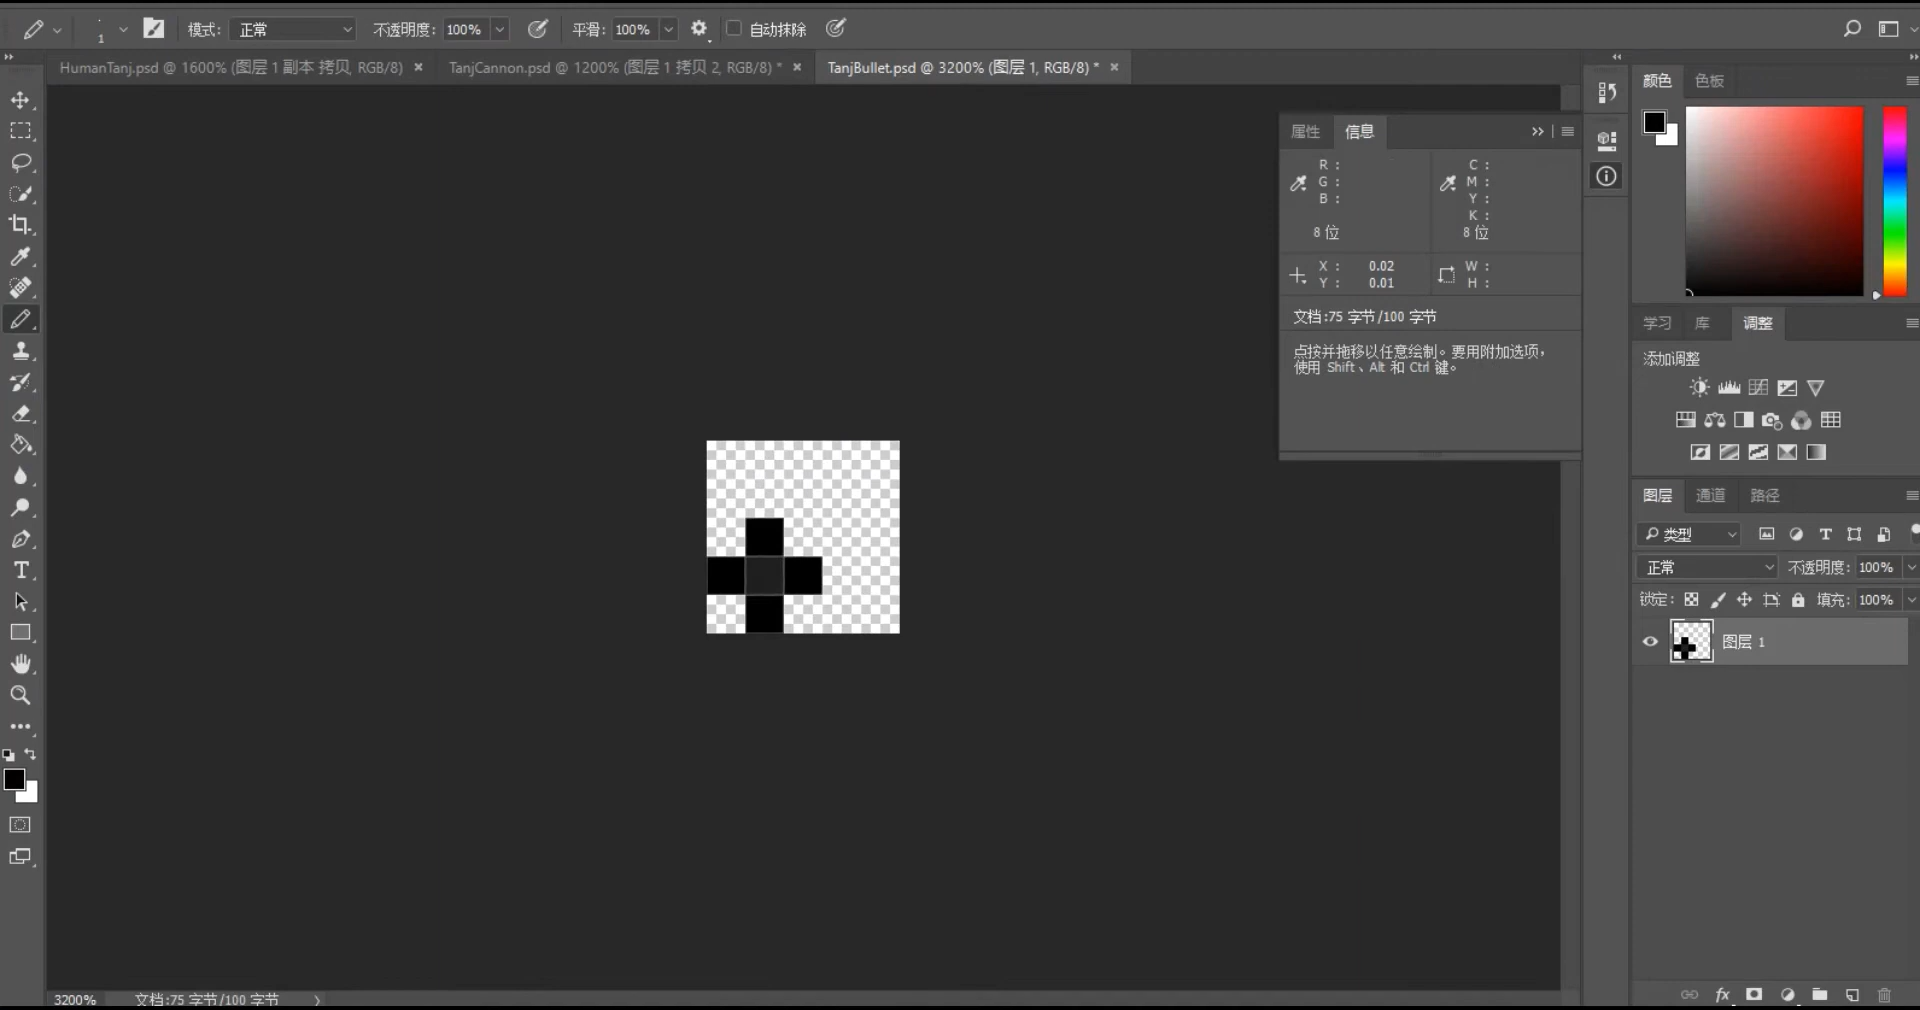 1 模式: 正常 不透明度: 100% 平滑: 100% 自动抹除
HumanTanj.psd @ 1600% (图层 1 副本 拷贝, RGB/8) × TanjCannon.psd @ 1200% (图层 1 拷贝 2, RGB/8) * × TanjBullet.psd @ 3200% (图层 1, RGB/8) * ×
属性 信息
R :
G :
B :
8 位
C :
M :
Y :
K :
8 位
X : 0.02
Y : 0.01
W :
H :
文档:75 字节/100 字节
点按并拖移以任意绘制。要用附加选项,
使用 Shift、Alt 和 Ctrl 键。
颜色 色板
学习 库 调整
添加调整
图层 通道 路径
类型
正常 不透明度: 100%
锁定: 填充: 100%
图层 1
3200% 文档:75 字节/100 字节